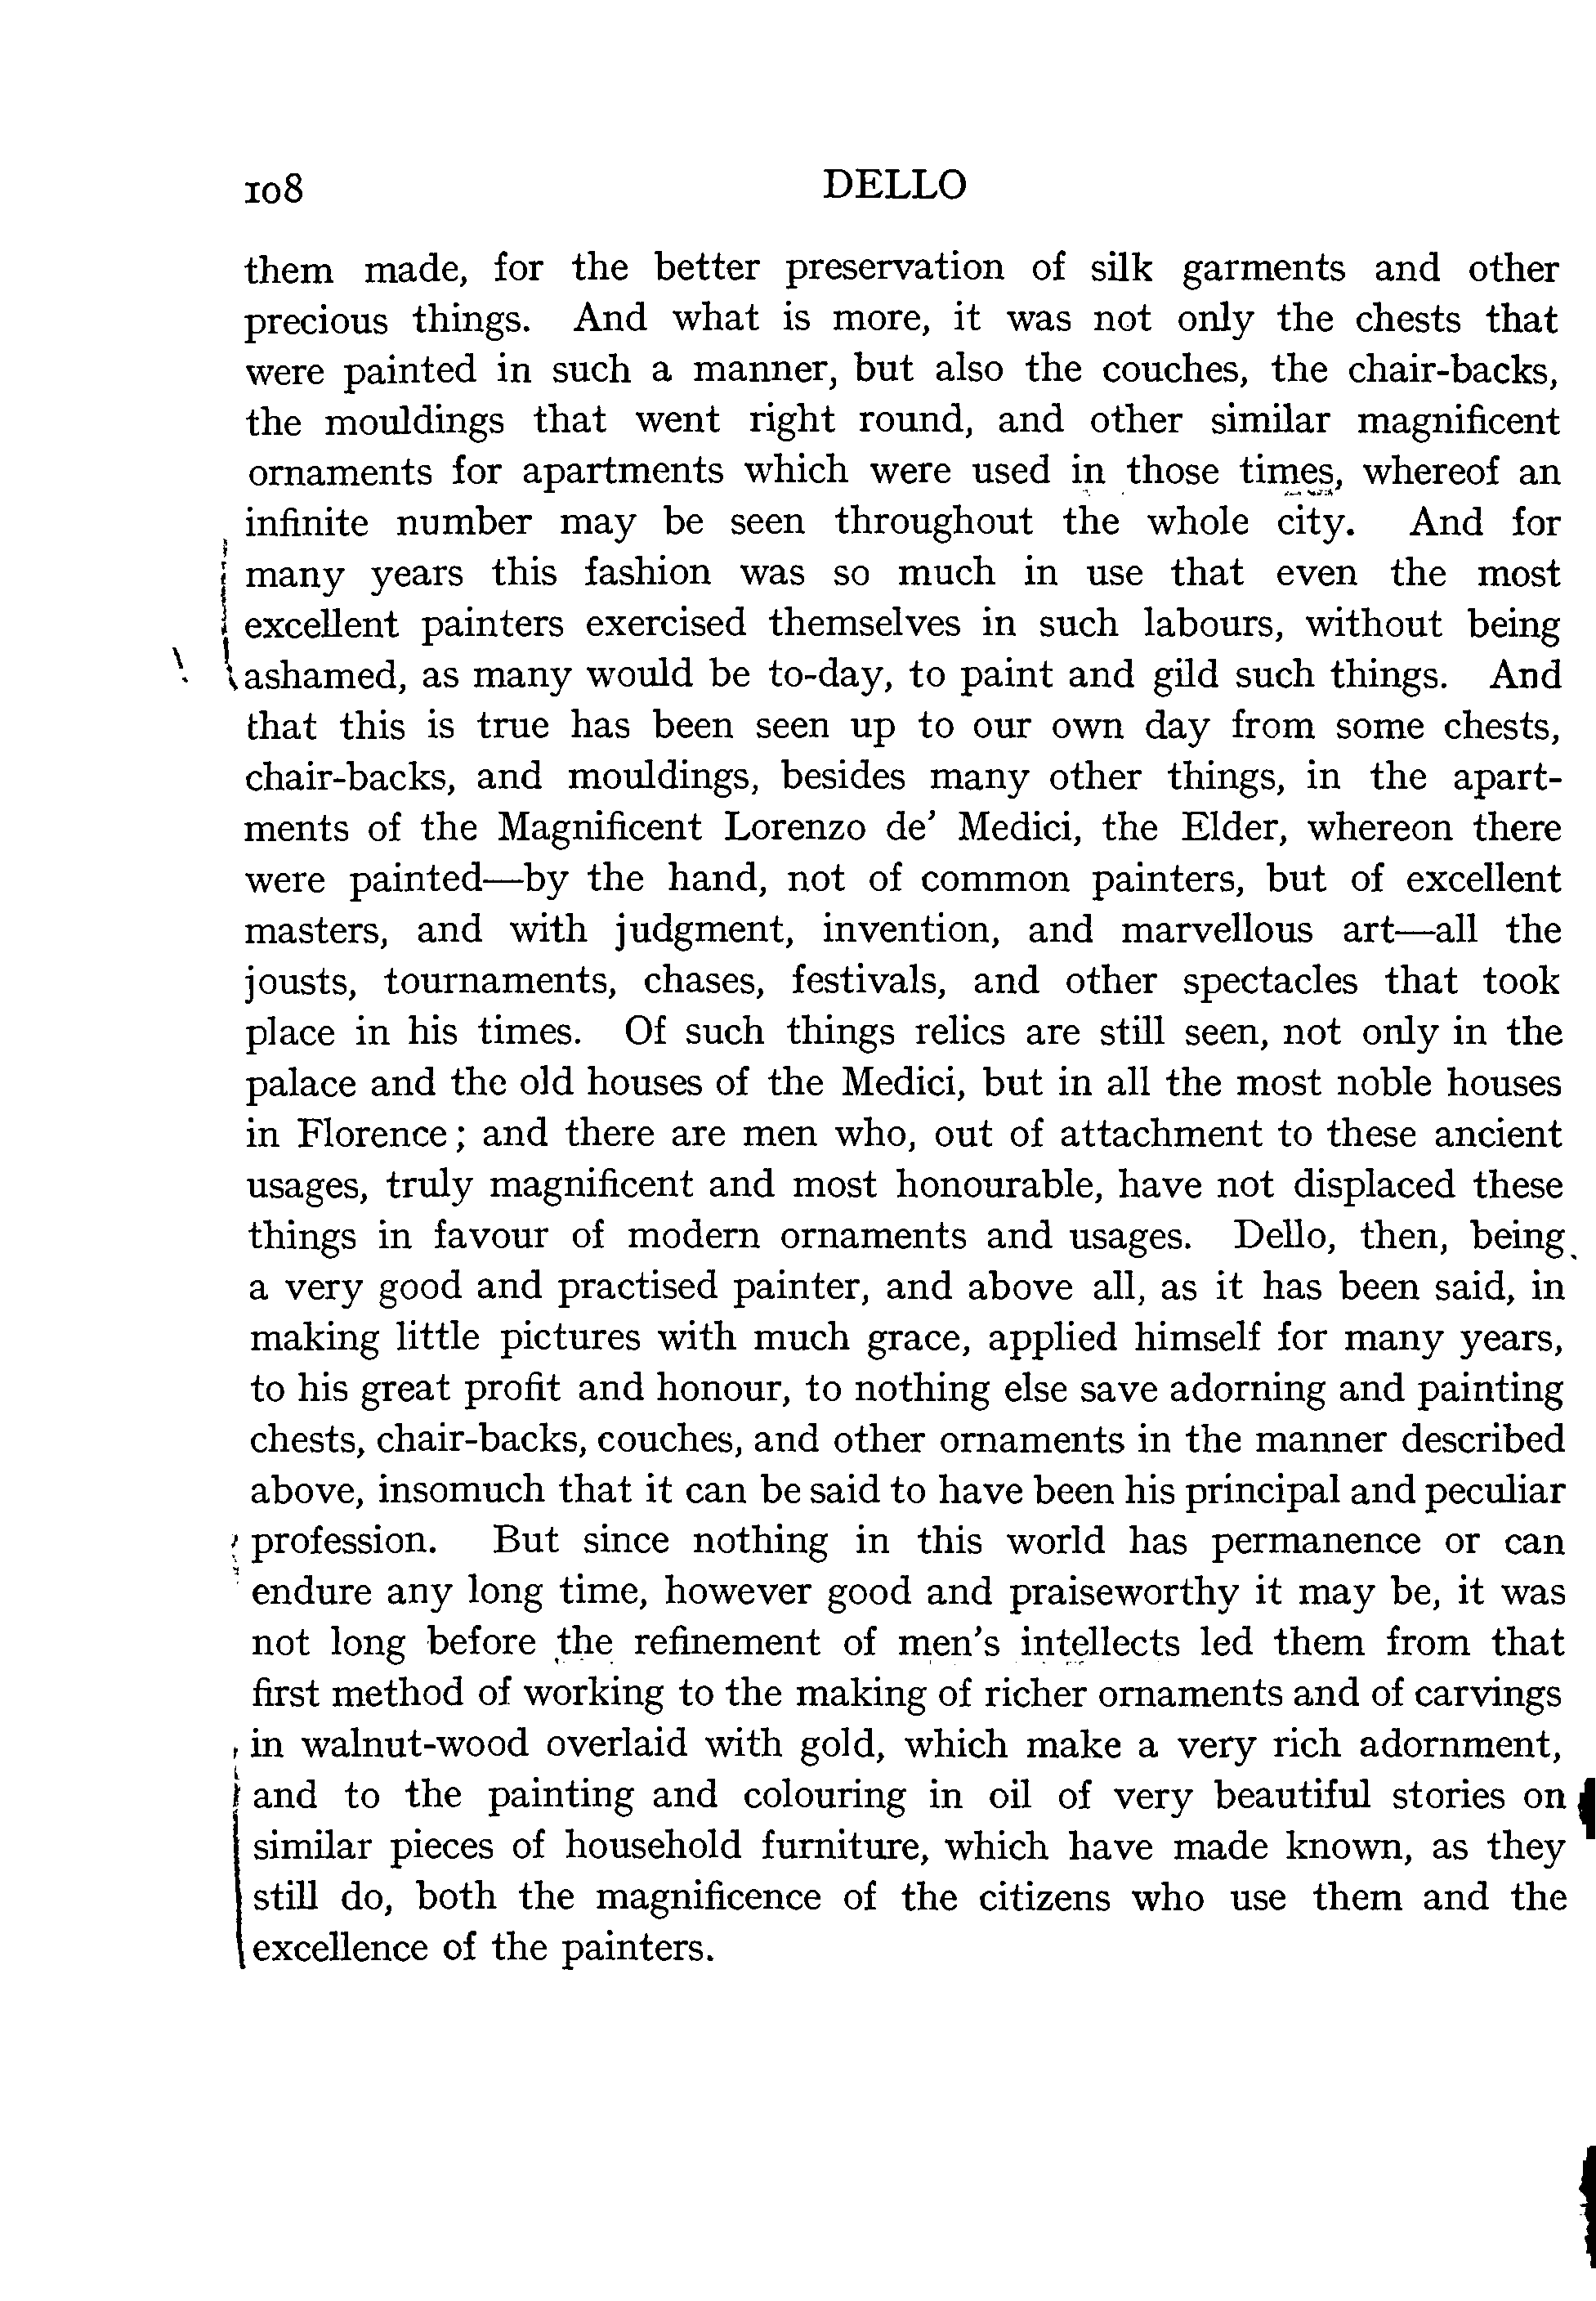 108 DELLO
them made, for the better preservation of silk garments and other
precious things. And what is more, it was not only the chests that
were painted in such a manner, but also the couches, the chair-backs,
the mouldings that went right round, and other similar magnificent
ornaments for apartments which were used in those times, whereof an
infinite number may be seen throughout the whole city. And for
many years this fashion was so much in use that even the most
excellent painters exercised themselves in such labours, without being
ashamed, as many would be to-day, to paint and gild such things. And
that this is true has been seen up to our own day from some chests,
chair-backs, and mouldings, besides many other things, in the apart-
ments of the Magnificent Lorenzo de' Medici, the Elder, whereon there
were painted—by the hand, not of common painters, but of excellent
masters, and with judgment, invention, and marvellous art—all the
jousts, tournaments, chases, festivals, and other spectacles that took
place in his times. Of such things relics are still seen, not only in the
palace and the old houses of the Medici, but in all the most noble houses
in Florence; and there are men who, out of attachment to these ancient
usages, truly magnificent and most honourable, have not displaced these
things in favour of modern ornaments and usages. Dello, then, being
a very good and practised painter, and above all, as it has been said, in
making little pictures with much grace, applied himself for many years,
to his great profit and honour, to nothing else save adorning and painting
chests, chair-backs, couches, and other ornaments in the manner described
above, insomuch that it can be said to have been his principal and peculiar
profession. But since nothing in this world has permanence or can
endure any long time, however good and praiseworthy it may be, it was
not long before the refinement of men's intellects led them from that
first method of working to the making of richer ornaments and of carvings
in walnut-wood overlaid with gold, which make a very rich adornment,
and to the painting and colouring in oil of very beautiful stories on
similar pieces of household furniture, which have made known, as they
still do, both the magnificence of the citizens who use them and the
excellence of the painters.